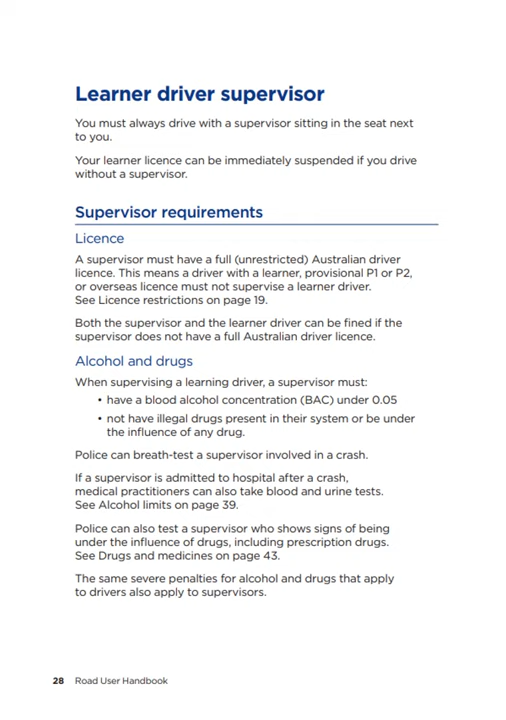 Learner driver supervisor
You must always drive with a supervisor sitting in the seat next
to you.
Your learner licence can be immediately suspended if you drive
without a supervisor.
Supervisor requirements
Licence
A supervisor must have a full (unrestricted) Australian driver
licence. This means a driver with a learner, provisional P1 or P2,
or overseas licence must not supervise a learner driver.
See Licence restrictions on page 19.
Both the supervisor and the learner driver can be fined if the
supervisor does not have a full Australian driver licence.
Alcohol and drugs
When supervising a learning driver, a supervisor must:
• have a blood alcohol concentration (BAC) under 0.05
• not have illegal drugs present in their system or be under
the influence of any drug.
Police can breath-test a supervisor involved in a crash.
If a supervisor is admitted to hospital after a crash,
medical practitioners can also take blood and urine tests.
See Alcohol limits on page 39.
Police can also test a supervisor who shows signs of being
under the influence of drugs, including prescription drugs.
See Drugs and medicines on page 43.
The same severe penalties for alcohol and drugs that apply
to drivers also apply to supervisors.
28 Road User Handbook